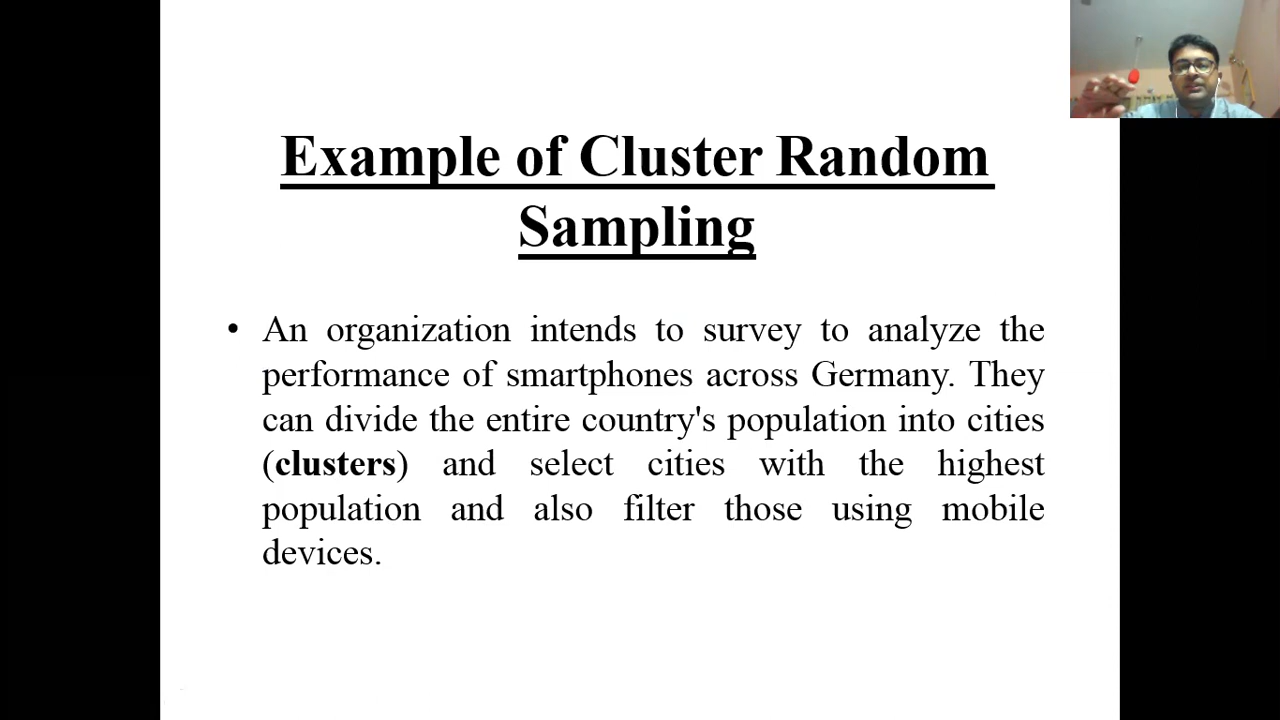 Example of Cluster Random
Sampling
• An organization intends to survey to analyze the
performance of smartphones across Germany. They
can divide the entire country's population into cities
(clusters) and select cities with the highest
population and also filter those using mobile
devices.